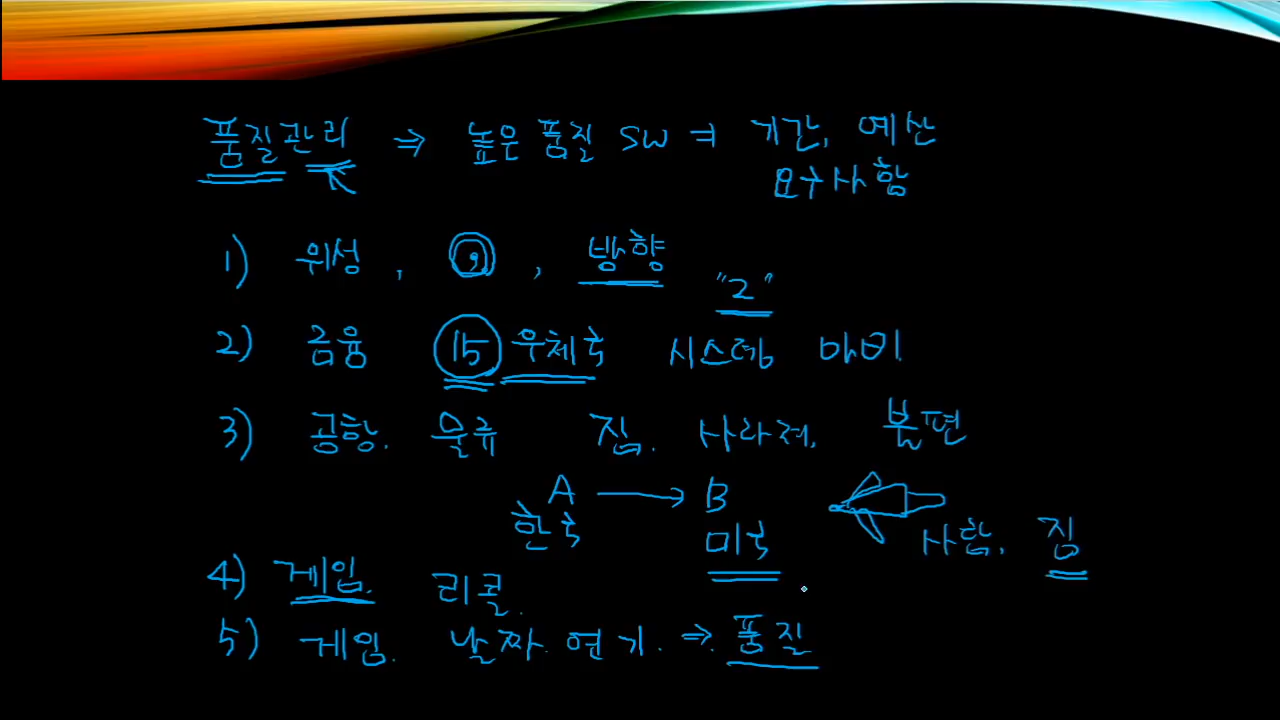 품질관리 ⇒ 높은 품질 SW ⇒ 기간, 예산
요구사항
1) 위성, ",", 방향
"2"
2) 금융 15 우체국 시스템 마비
3) 공항. 물류 짐. 사라져. 불편
A → B
한국 미국 사람, 짐
4) 게임. 리콜.
5) 게임. 날짜 연기. ⇒ 품질